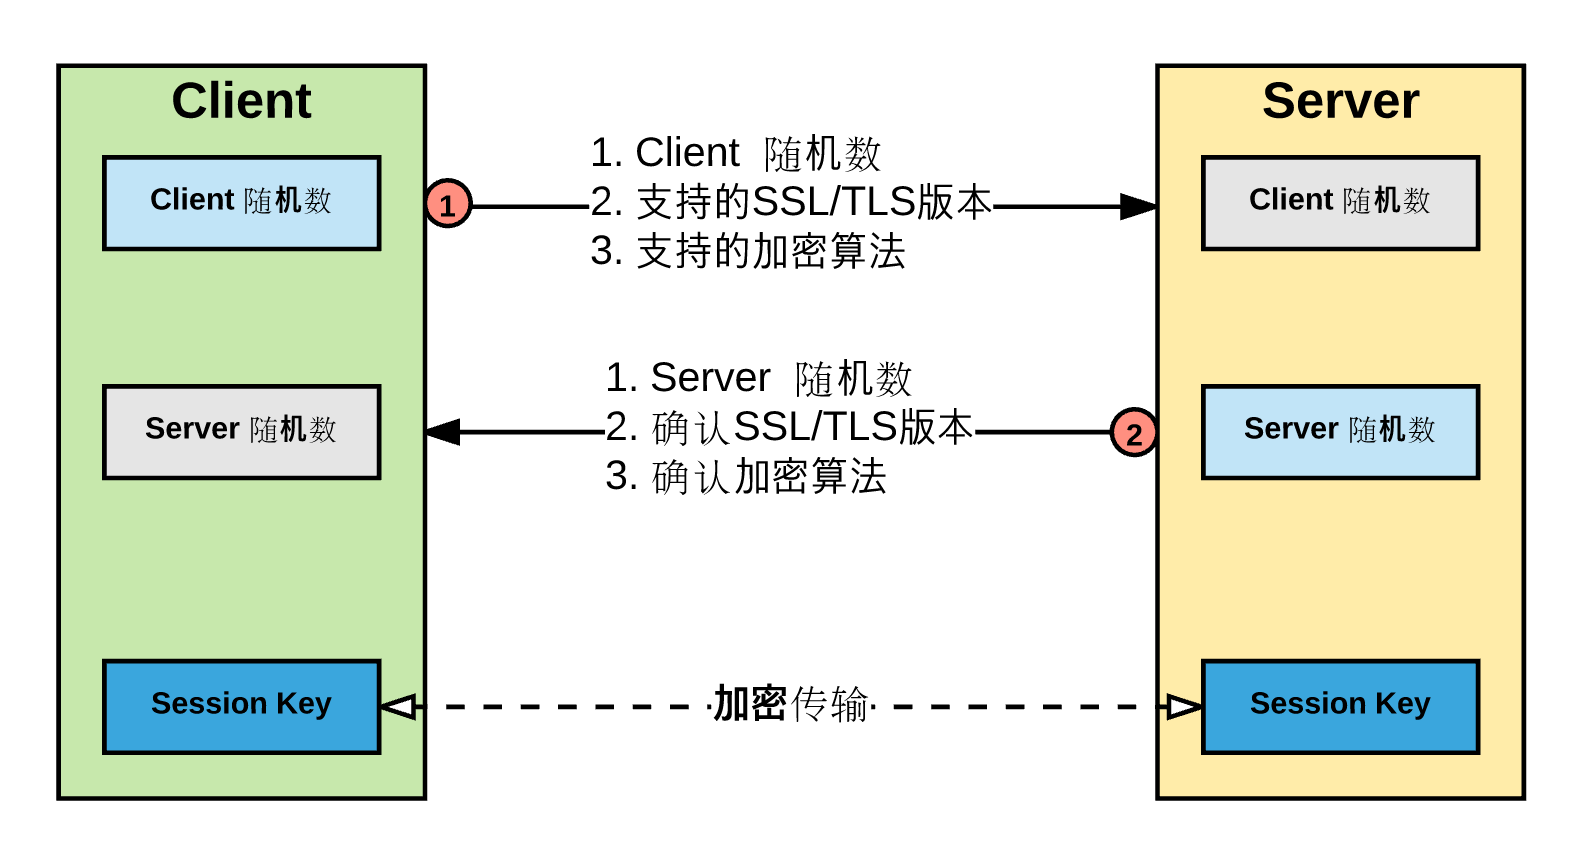 Client
Server
Client 随机数
1
1. Client 随机数
2. 支持的SSL/TLS版本
3. 支持的加密算法
Client 随机数
Server 随机数
1. Server 随机数
2. 确认SSL/TLS版本
3. 确认加密算法
2
Server 随机数
Session Key
加密传输
Session Key